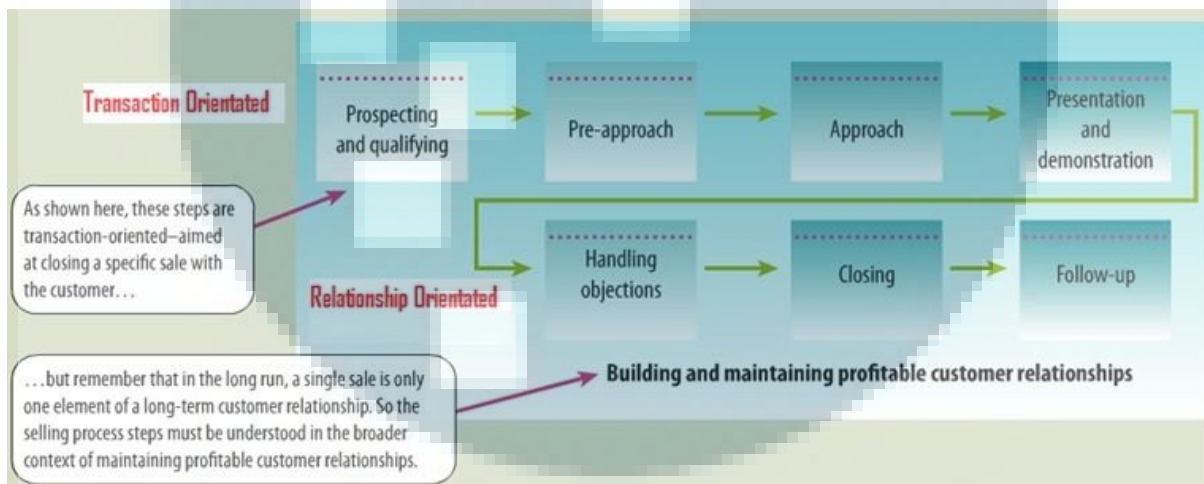 Transaction Orientated
Prospecting
and qualifying
Pre-approach
Approach
Presentation
and
demonstration
As shown here, these steps are
transaction-oriented–aimed
at closing a specific sale with
the customer…
Relationship Orientated
Handling
objections
Closing
Follow-up
…but remember that in the long run, a single sale is only
one element of a long-term customer relationship. So the
selling process steps must be understood in the broader
context of maintaining profitable customer relationships.
Building and maintaining profitable customer relationships